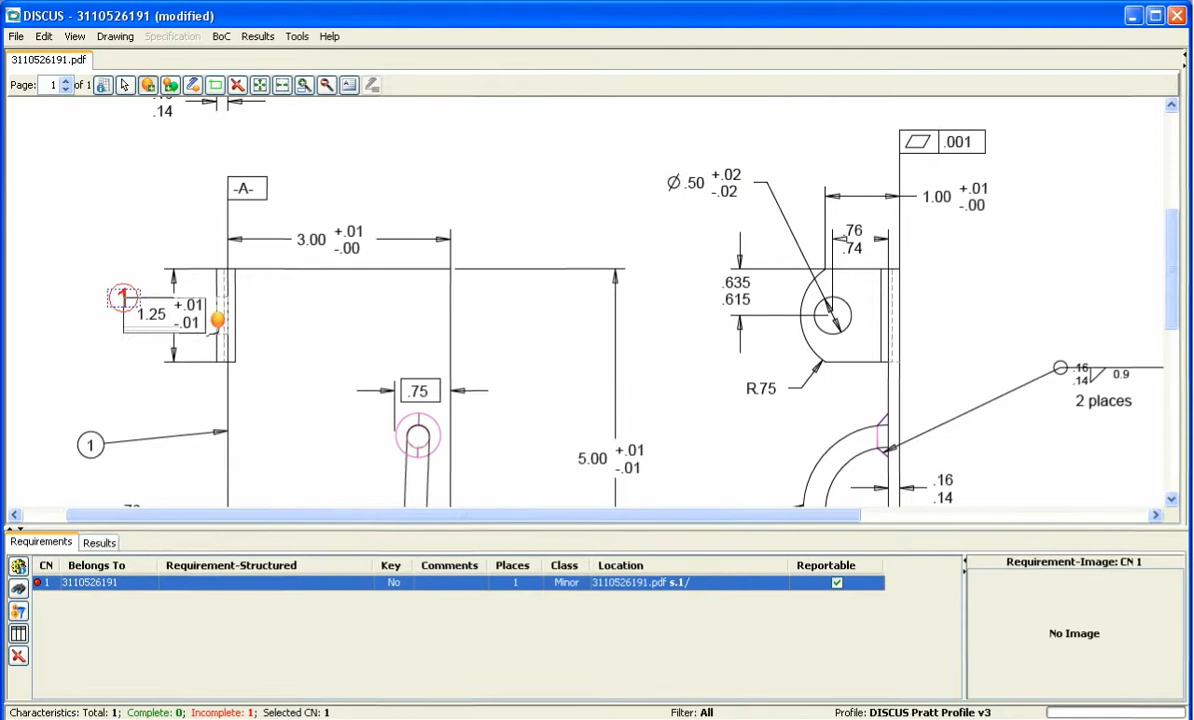 DISCUS - 3110526191 (modified)
File Edit View Drawing Specification BoC Results Tools Help
3110526191.pdf
Page: 1 of 1
.14
-A-
3.00 +.01 -.00
1
1.25 +.01 -.01
.75
1
5.00 +.01 -.01
Ø .50 +.02 -.02
.001
1.00 +.01 -.00
.76
.74
.635
.615
R.75
.16
.14
0.9
2 places
.16
.14
Requirements Results
CN Belongs To Requirement-Structured Key Comments Places Class Location Reportable
1 3110526191 No 1 Minor 3110526191.pdf s.1/
Requirement-Image: CN 1
No Image
Characteristics: Total: 1; Complete: 0; Incomplete: 1; Selected CN: 1 Filter: All Profile: DISCUS Pratt Profile v3